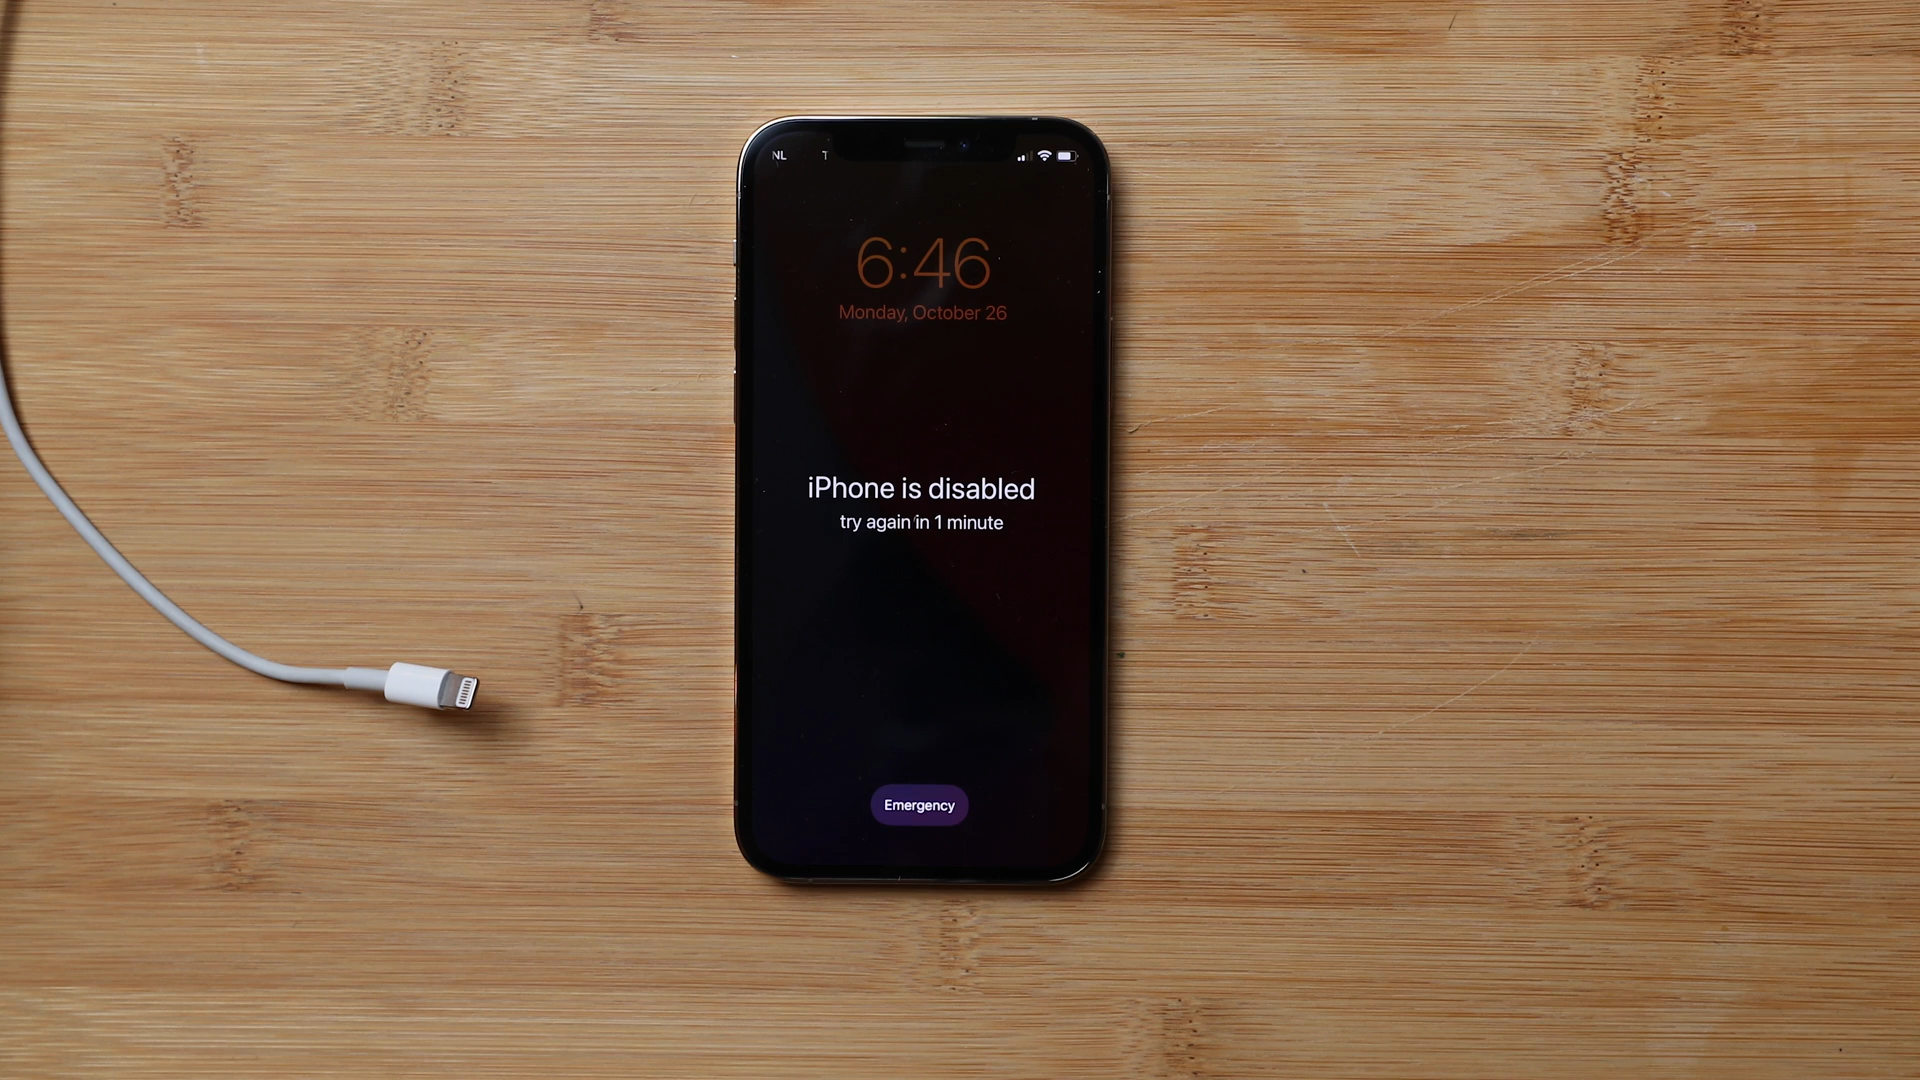 NL T
6:46
Monday, October 26
iPhone is disabled
try again in 1 minute
Emergency